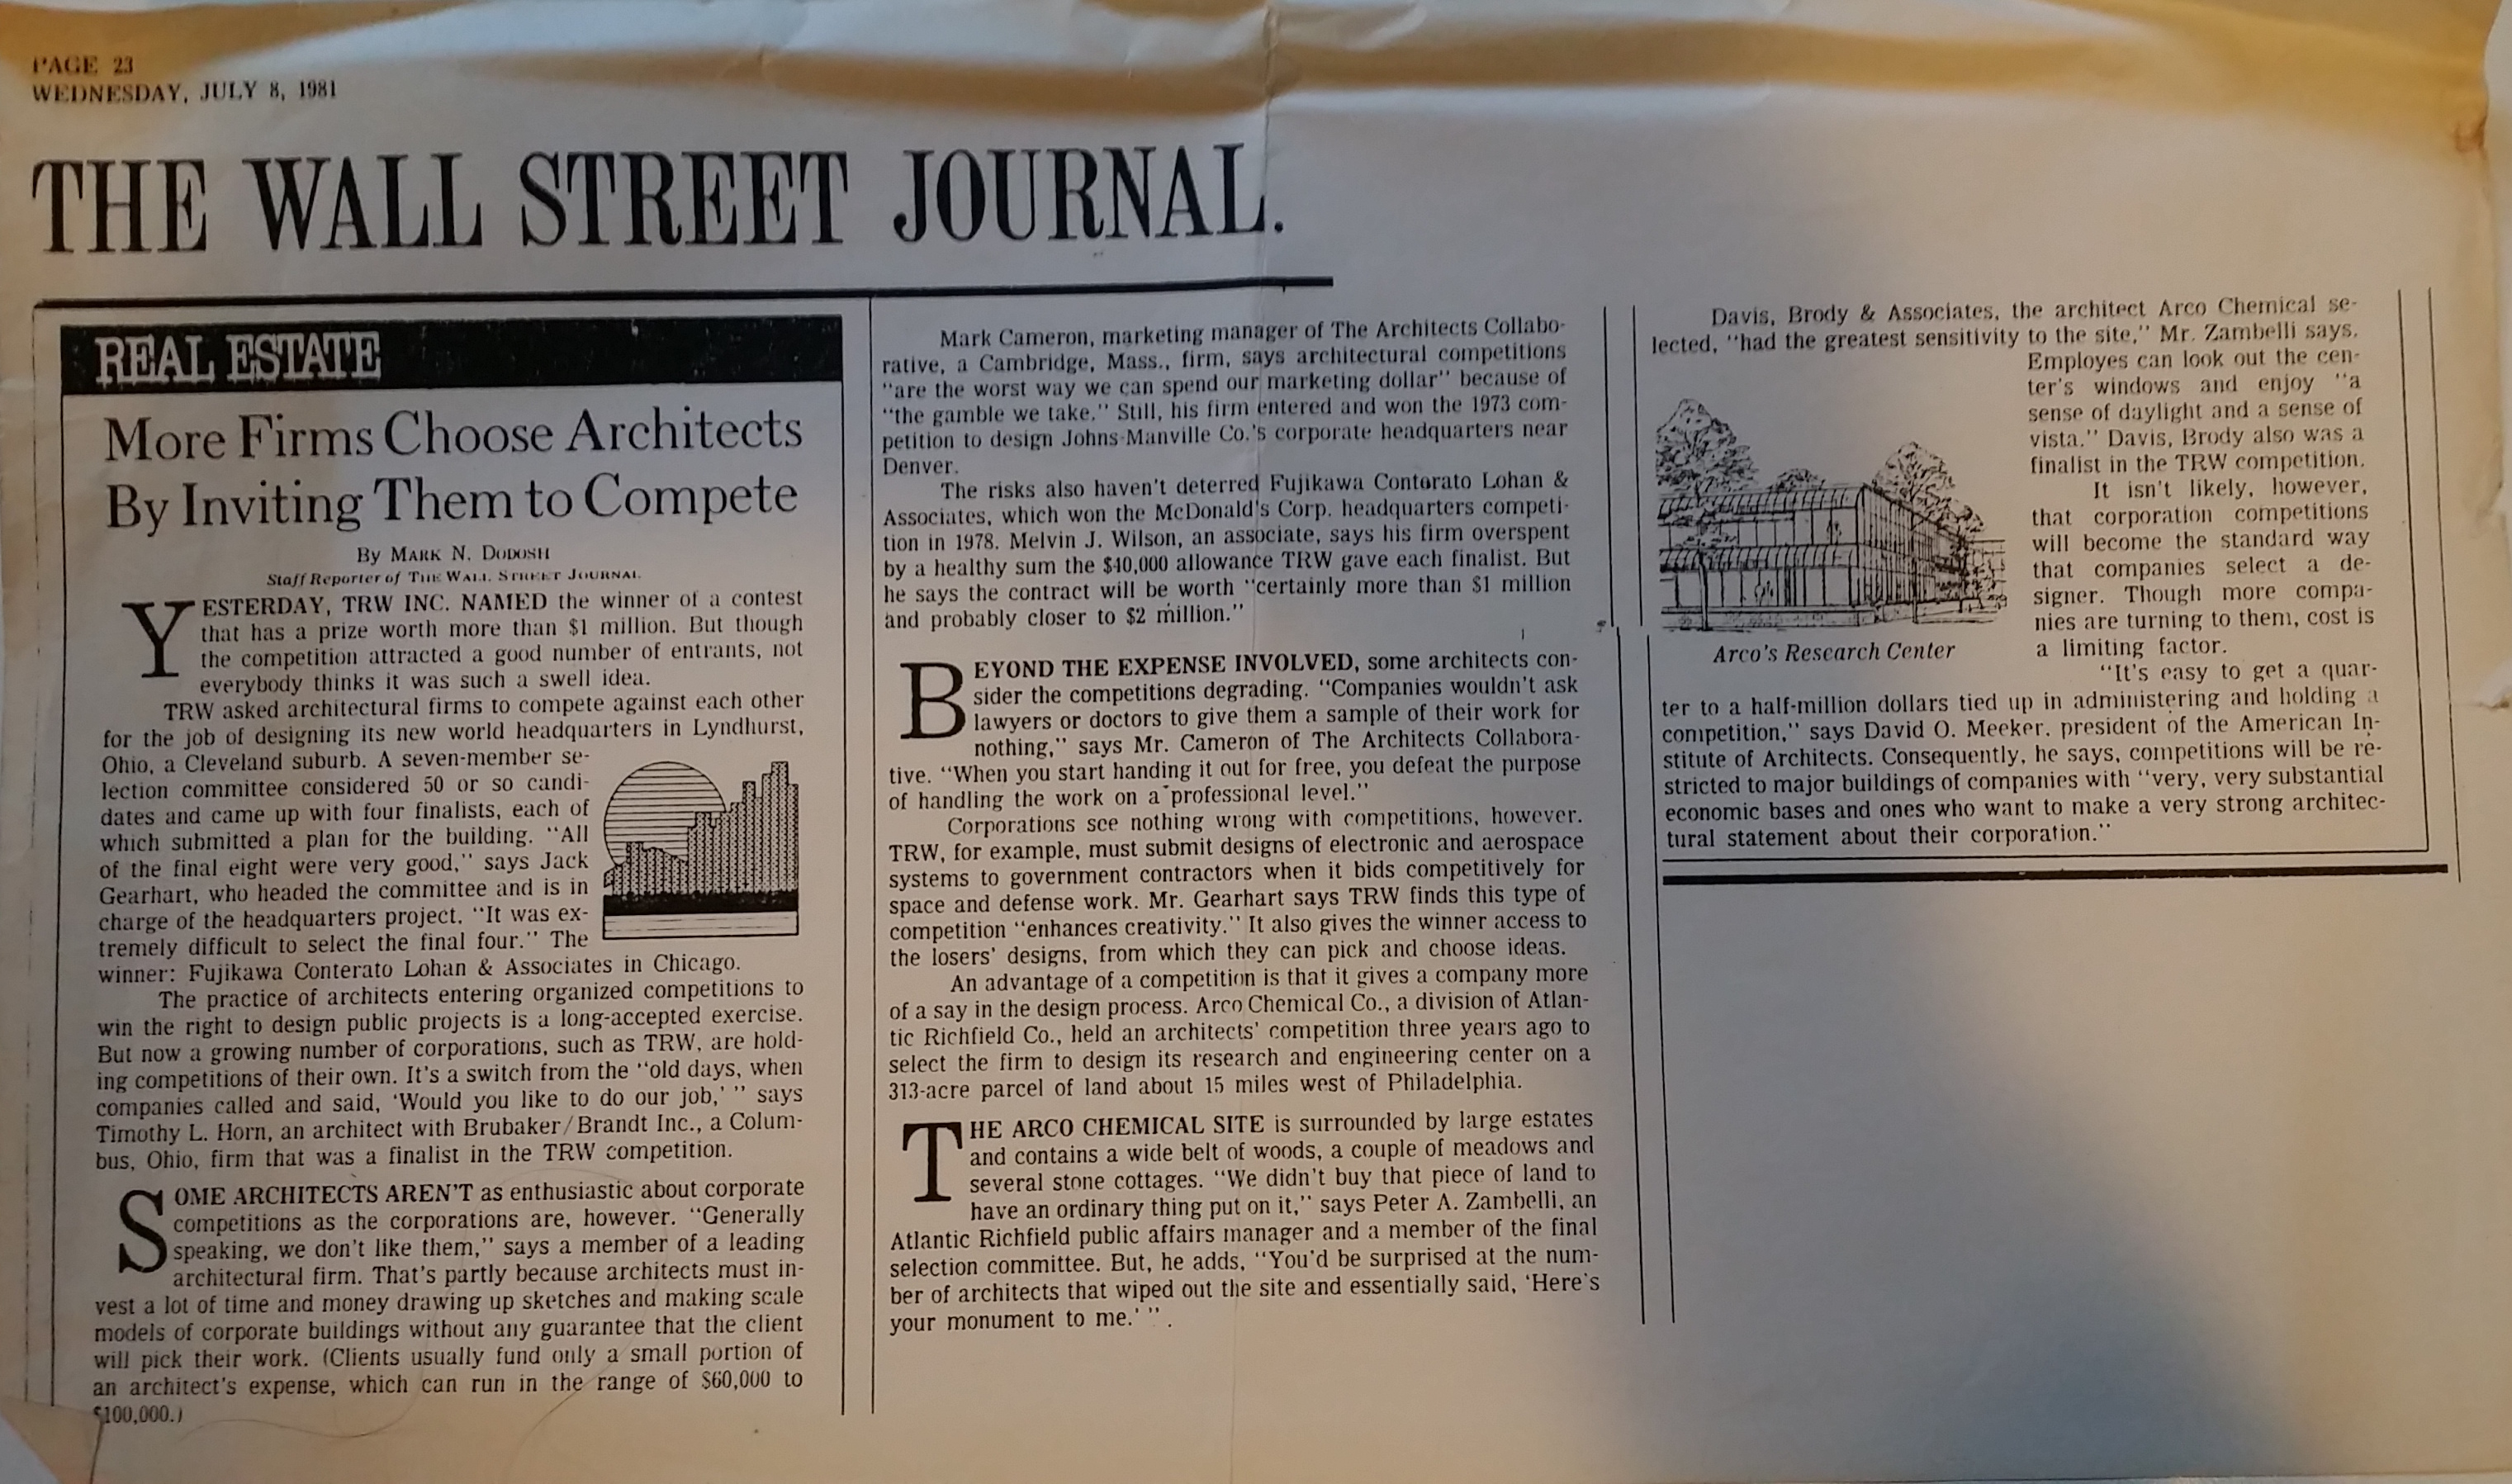 PAGE 23
WEDNESDAY, JULY 8, 1981
THE WALL STREET JOURNAL.
REAL ESTATE
More Firms Choose Architects
By Inviting Them to Compete
By MARK N. DODOSH
Staff Reporter of THE WALL STREET JOURNAL
YESTERDAY, TRW INC. NAMED the winner of a contest
that has a prize worth more than $1 million. But though
the competition attracted a good number of entrants, not
everybody thinks it was such a swell idea.
TRW asked architectural firms to compete against each other
for the job of designing its new world headquarters in Lyndhurst,
Ohio, a Cleveland suburb. A seven-member se-
lection committee considered 50 or so candi-
dates and came up with four finalists, each of
which submitted a plan for the building. "All
of the final eight were very good," says Jack
Gearhart, who headed the committee and is in
charge of the headquarters project. "It was ex-
tremely difficult to select the final four." The
winner: Fujikawa Conterato Lohan & Associates in Chicago.
The practice of architects entering organized competitions to
win the right to design public projects is a long-accepted exercise.
But now a growing number of corporations, such as TRW, are hold-
ing competitions of their own. It's a switch from the "old days, when
companies called and said, 'Would you like to do our job,' " says
Timothy L. Horn, an architect with Brubaker/Brandt Inc., a Colum-
bus, Ohio, firm that was a finalist in the TRW competition.
SOME ARCHITECTS AREN'T as enthusiastic about corporate
competitions as the corporations are, however. "Generally
speaking, we don't like them," says a member of a leading
architectural firm. That's partly because architects must in-
vest a lot of time and money drawing up sketches and making scale
models of corporate buildings without any guarantee that the client
will pick their work. (Clients usually fund only a small portion of
an architect's expense, which can run in the range of $60,000 to
$100,000.)
Mark Cameron, marketing manager of The Architects Collabo-
rative, a Cambridge, Mass., firm, says architectural competitions
"are the worst way we can spend our marketing dollar" because of
"the gamble we take." Still, his firm entered and won the 1973 com-
petition to design Johns-Manville Co.'s corporate headquarters near
Denver.
The risks also haven't deterred Fujikawa Contorato Lohan &
Associates, which won the McDonald's Corp. headquarters competi-
tion in 1978. Melvin J. Wilson, an associate, says his firm overspent
by a healthy sum the $40,000 allowance TRW gave each finalist. But
he says the contract will be worth "certainly more than $1 million
and probably closer to $2 million."
BEYOND THE EXPENSE INVOLVED, some architects con-
sider the competitions degrading. "Companies wouldn't ask
lawyers or doctors to give them a sample of their work for
nothing," says Mr. Cameron of The Architects Collabora-
tive. "When you start handing it out for free, you defeat the purpose
of handling the work on a professional level."
Corporations see nothing wrong with competitions, however.
TRW, for example, must submit designs of electronic and aerospace
systems to government contractors when it bids competitively for
space and defense work. Mr. Gearhart says TRW finds this type of
competition "enhances creativity." It also gives the winner access to
the losers' designs, from which they can pick and choose ideas.
An advantage of a competition is that it gives a company more
of a say in the design process. Arco Chemical Co., a division of Atlan-
tic Richfield Co., held an architects' competition three years ago to
select the firm to design its research and engineering center on a
313-acre parcel of land about 15 miles west of Philadelphia.
THE ARCO CHEMICAL SITE is surrounded by large estates
and contains a wide belt of woods, a couple of meadows and
several stone cottages. "We didn't buy that piece of land to
have an ordinary thing put on it," says Peter A. Zambelli, an
Atlantic Richfield public affairs manager and a member of the final
selection committee. But, he adds, "You'd be surprised at the num-
ber of architects that wiped out the site and essentially said, 'Here's
your monument to me.' ".
Davis, Brody & Associates, the architect Arco Chemical se-
lected, "had the greatest sensitivity to the site," Mr. Zambelli says.
Employes can look out the cen-
ter's windows and enjoy "a
sense of daylight and a sense of
vista." Davis, Brody also was a
finalist in the TRW competition.
It isn't likely, however,
that corporation competitions
will become the standard way
that companies select a de-
signer. Though more compa-
nies are turning to them, cost is
a limiting factor.
Arco's Research Center
"It's easy to get a quar-
ter to a half-million dollars tied up in administering and holding a
competition," says David O. Meeker, president of the American In-
stitute of Architects. Consequently, he says, competitions will be re-
stricted to major buildings of companies with "very, very substantial
economic bases and ones who want to make a very strong architec-
tural statement about their corporation."